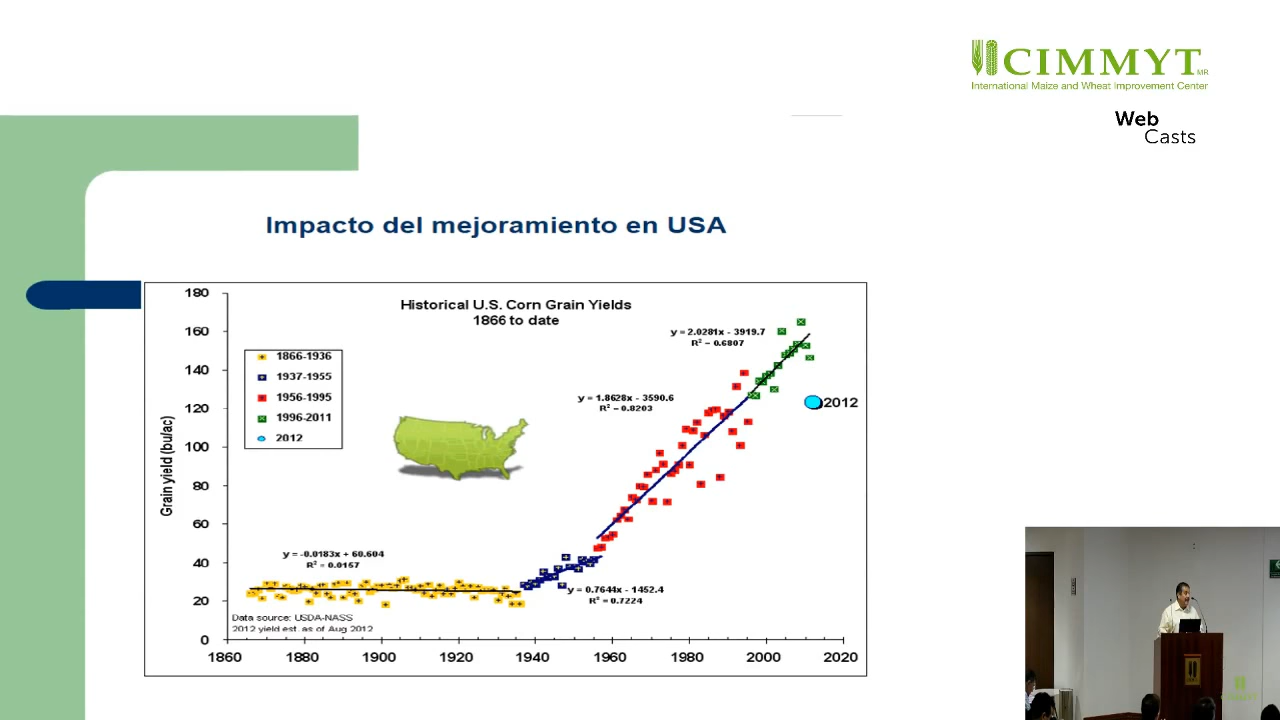 CIMMYT MR
International Maize and Wheat Improvement Center
Web
Casts
Impacto del mejoramiento en USA
Historical U.S. Corn Grain Yields
1866 to date
180
160
140
120
100
80
60
40
20
0
Grain yield (bu/ac)
1866-1936
1937-1955
1956-1995
1996-2011
2012
y = 2.0281x - 3919.7
R² = 0.6807
y = 1.8628x - 3590.6
R² = 0.8203
2012
y = -0.0183x + 60.604
R² = 0.0157
y = 0.7644x - 1452.4
R² = 0.7224
Data source: USDA-NASS
2012 yield est. as of Aug 2012
1860
1880
1900
1920
1940
1960
1980
2000
2020